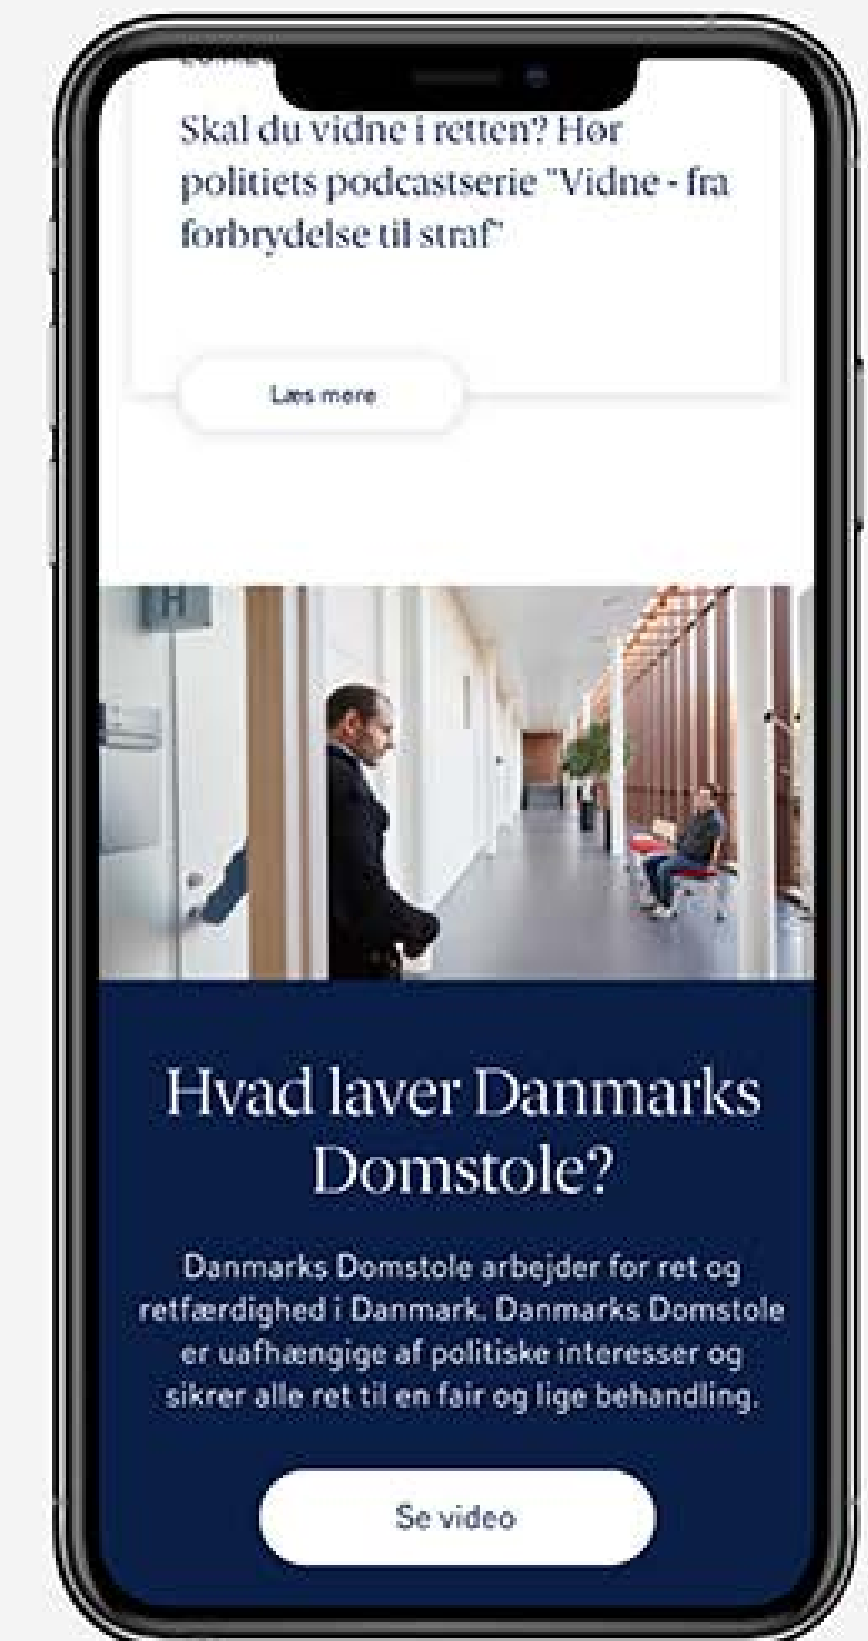 Skal du vidne i retten? Hør
politiets podcastserie "Vidne - fra
forbrydelse til straf"
Læs mere
H
Hvad laver Danmarks
Domstole?
Danmarks Domstole arbejder for ret og
retfærdighed i Danmark. Danmarks Domstole
er uafhængige af politiske interesser og
sikrer alle ret til en fair og lige behandling.
Se video